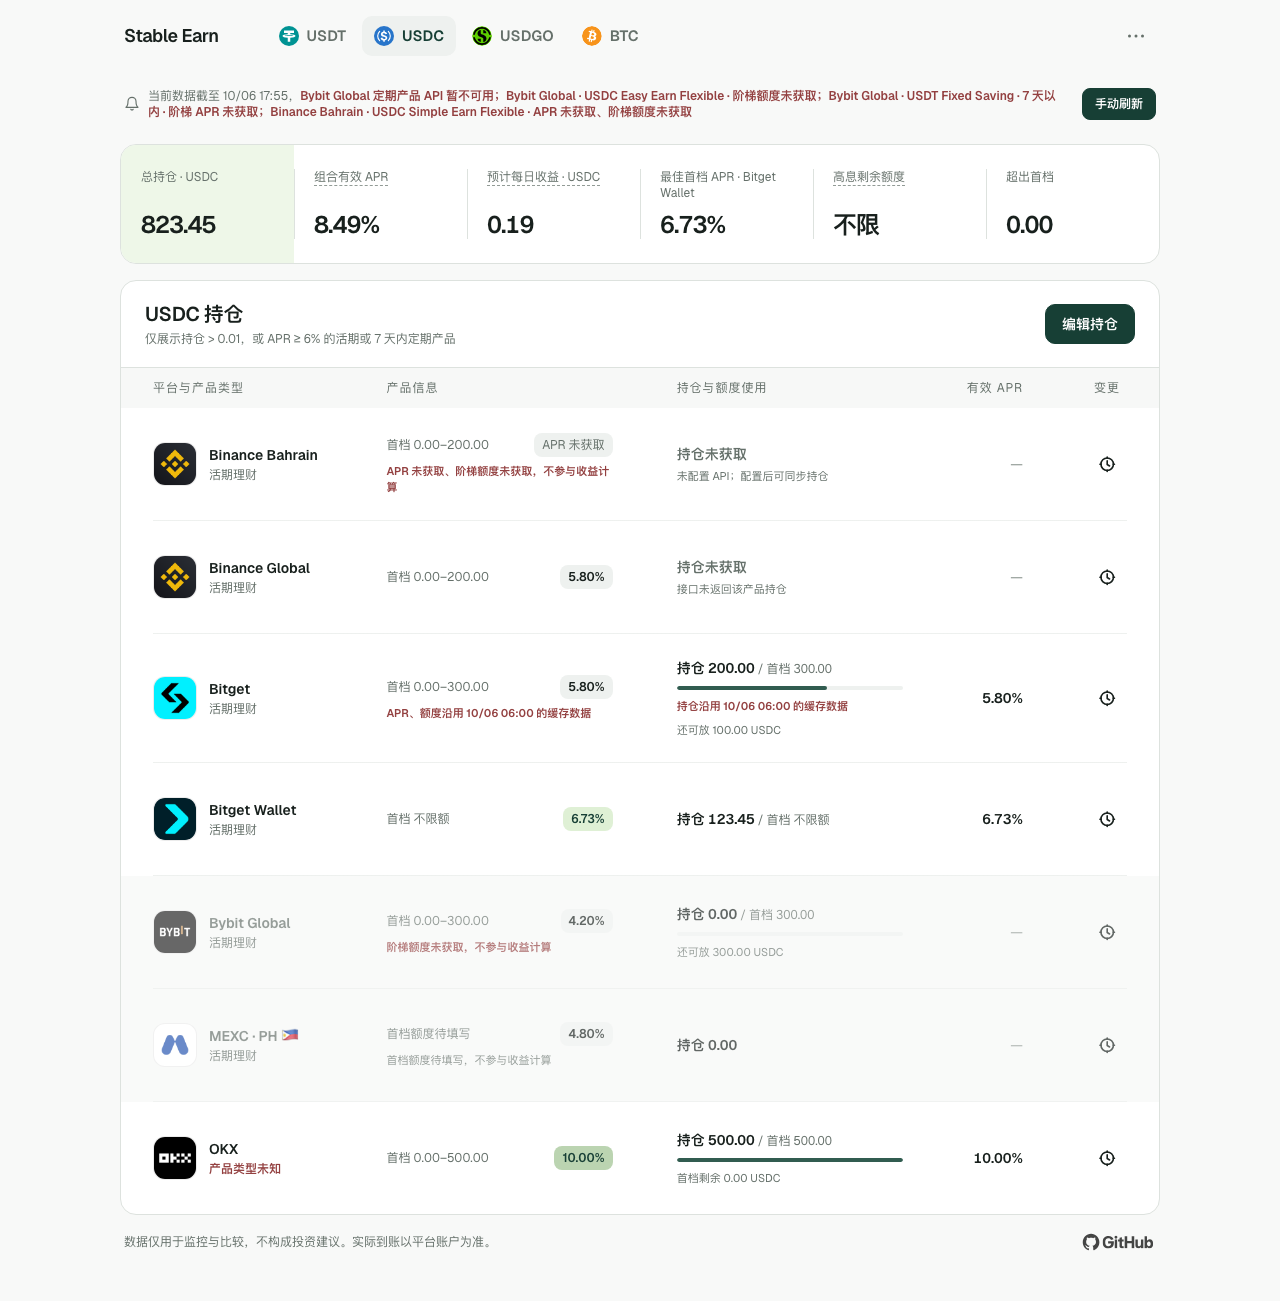 Stable Earn
USDT
USDC
USDGO
BTC
当前数据截至 10/06 17:55，Bybit Global 定期产品 API 暂不可用；Bybit Global · USDC Easy Earn Flexible · 阶梯额度未获取；Bybit Global · USDT Fixed Saving · 7 天以
内 · 阶梯 APR 未获取；Binance Bahrain · USDC Simple Earn Flexible · APR 未获取、阶梯额度未获取
手动刷新
总持仓 · USDC
823.45
组合有效 APR
8.49%
预计每日收益 · USDC
0.19
最佳首档 APR · Bitget
Wallet
6.73%
高息剩余额度
不限
超出首档
0.00
USDC 持仓
仅展示持仓 > 0.01，或 APR ≥ 6% 的活期或 7 天内定期产品
编辑持仓
平台与产品类型
产品信息
持仓与额度使用
有效 APR
变更
Binance Bahrain
活期理财
首档 0.00–200.00
APR 未获取
APR 未获取、阶梯额度未获取，不参与收益计
算
持仓未获取
未配置 API；配置后可同步持仓
—
Binance Global
活期理财
首档 0.00–200.00
5.80%
持仓未获取
接口未返回该产品持仓
—
Bitget
活期理财
首档 0.00–300.00
5.80%
APR、额度沿用 10/06 06:00 的缓存数据
持仓 200.00 / 首档 300.00
持仓沿用 10/06 06:00 的缓存数据
还可放 100.00 USDC
5.80%
Bitget Wallet
活期理财
首档 不限额
6.73%
持仓 123.45 / 首档 不限额
6.73%
BYBIT
Bybit Global
活期理财
首档 0.00–300.00
4.20%
阶梯额度未获取，不参与收益计算
持仓 0.00 / 首档 300.00
还可放 300.00 USDC
—
MEXC · PH 🇵🇭
活期理财
首档额度待填写
4.80%
首档额度待填写，不参与收益计算
持仓 0.00
—
OKX
OKX
产品类型未知
首档 0.00–500.00
10.00%
持仓 500.00 / 首档 500.00
首档剩余 0.00 USDC
10.00%
数据仅用于监控与比较，不构成投资建议。实际到账以平台账户为准。
GitHub